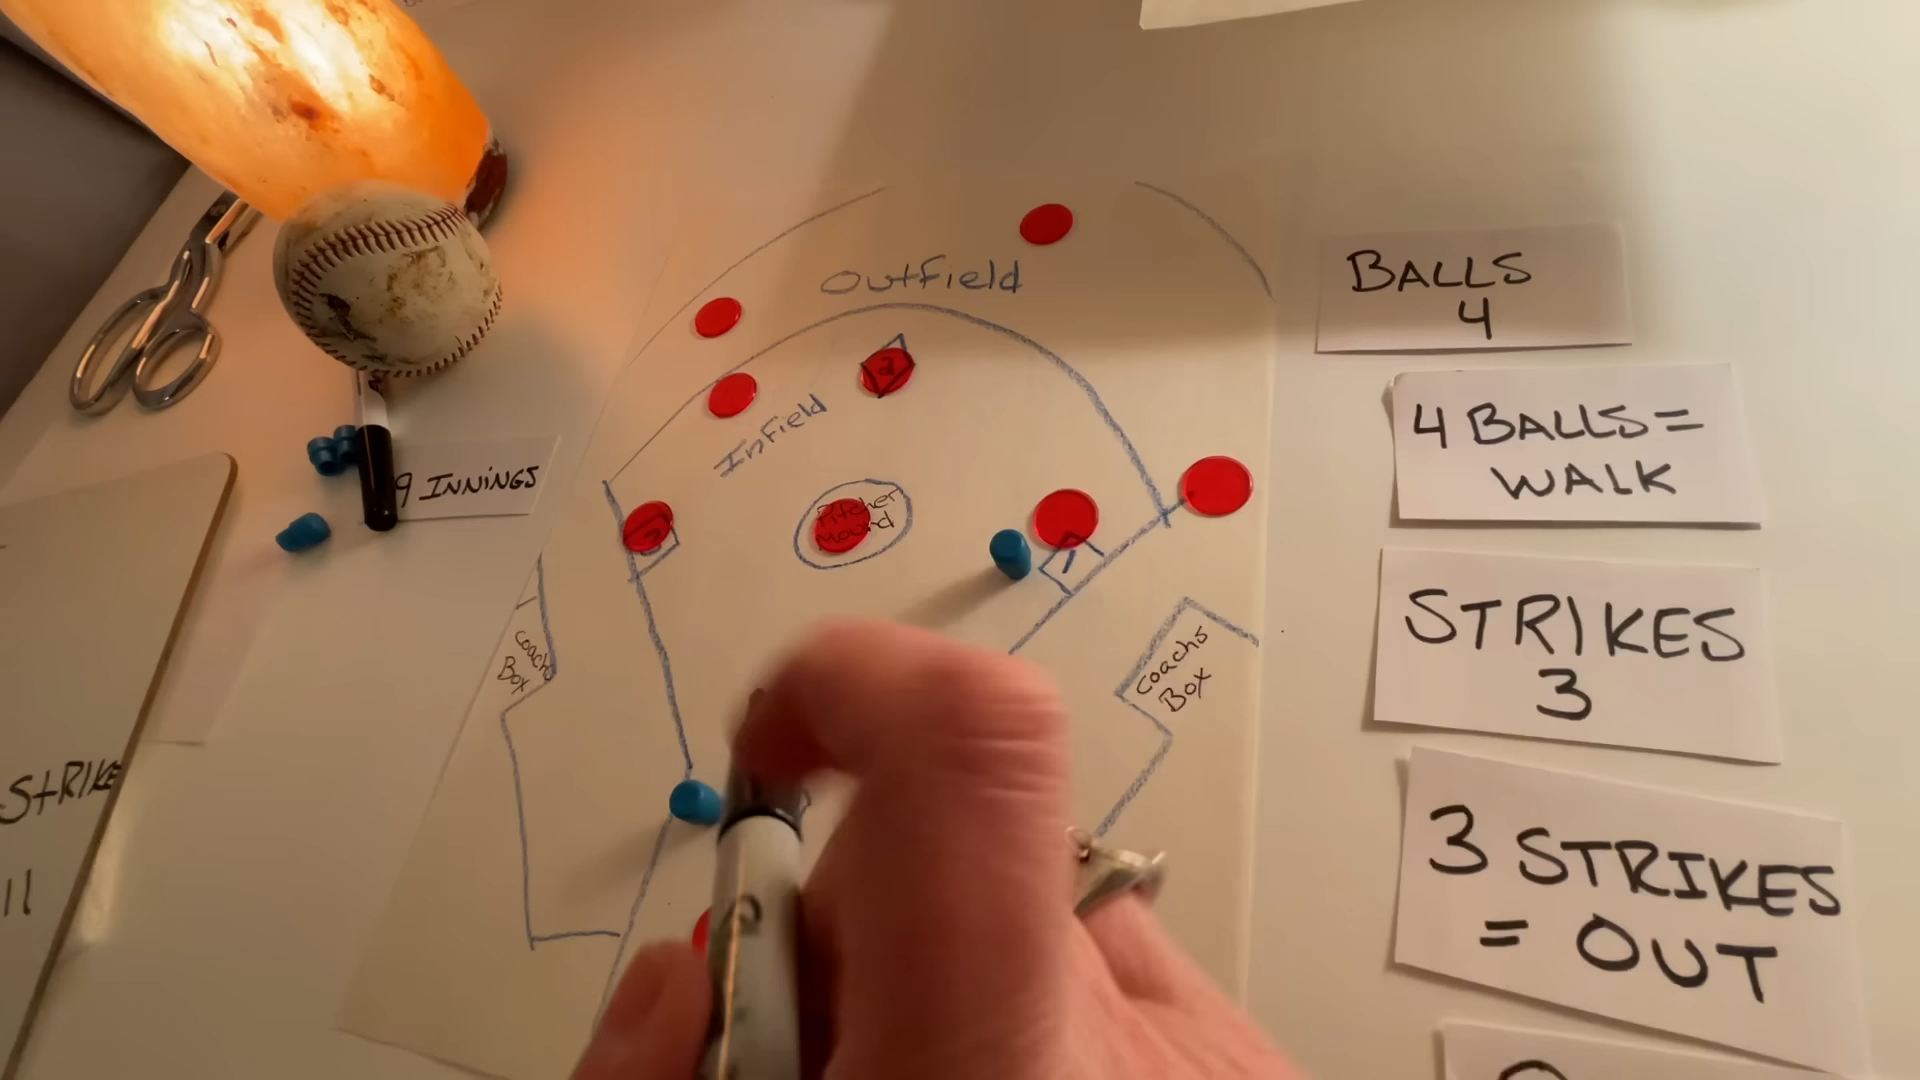 OutField
InField
2
3
Pitcher
Mound
1
Coachs
Box
Coachs
Box
9 INNINGS
STRIKE
11
BALLS
4
4 BALLS =
WALK
STRIKES
3
3 STRIKES
= OUT